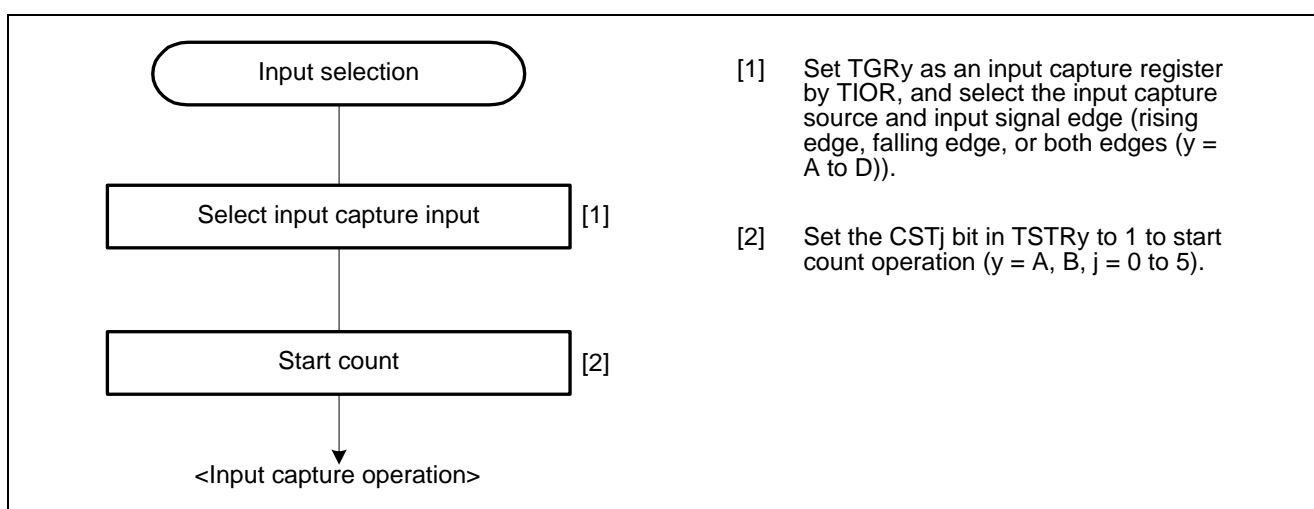 Input selection
Select input capture input
[1]
Start count
[2]
<Input capture operation>
[1] Set TGRy as an input capture register
by TIOR, and select the input capture
source and input signal edge (rising
edge, falling edge, or both edges (y =
A to D)).
[2] Set the CSTj bit in TSTRy to 1 to start
count operation (y = A, B, j = 0 to 5).